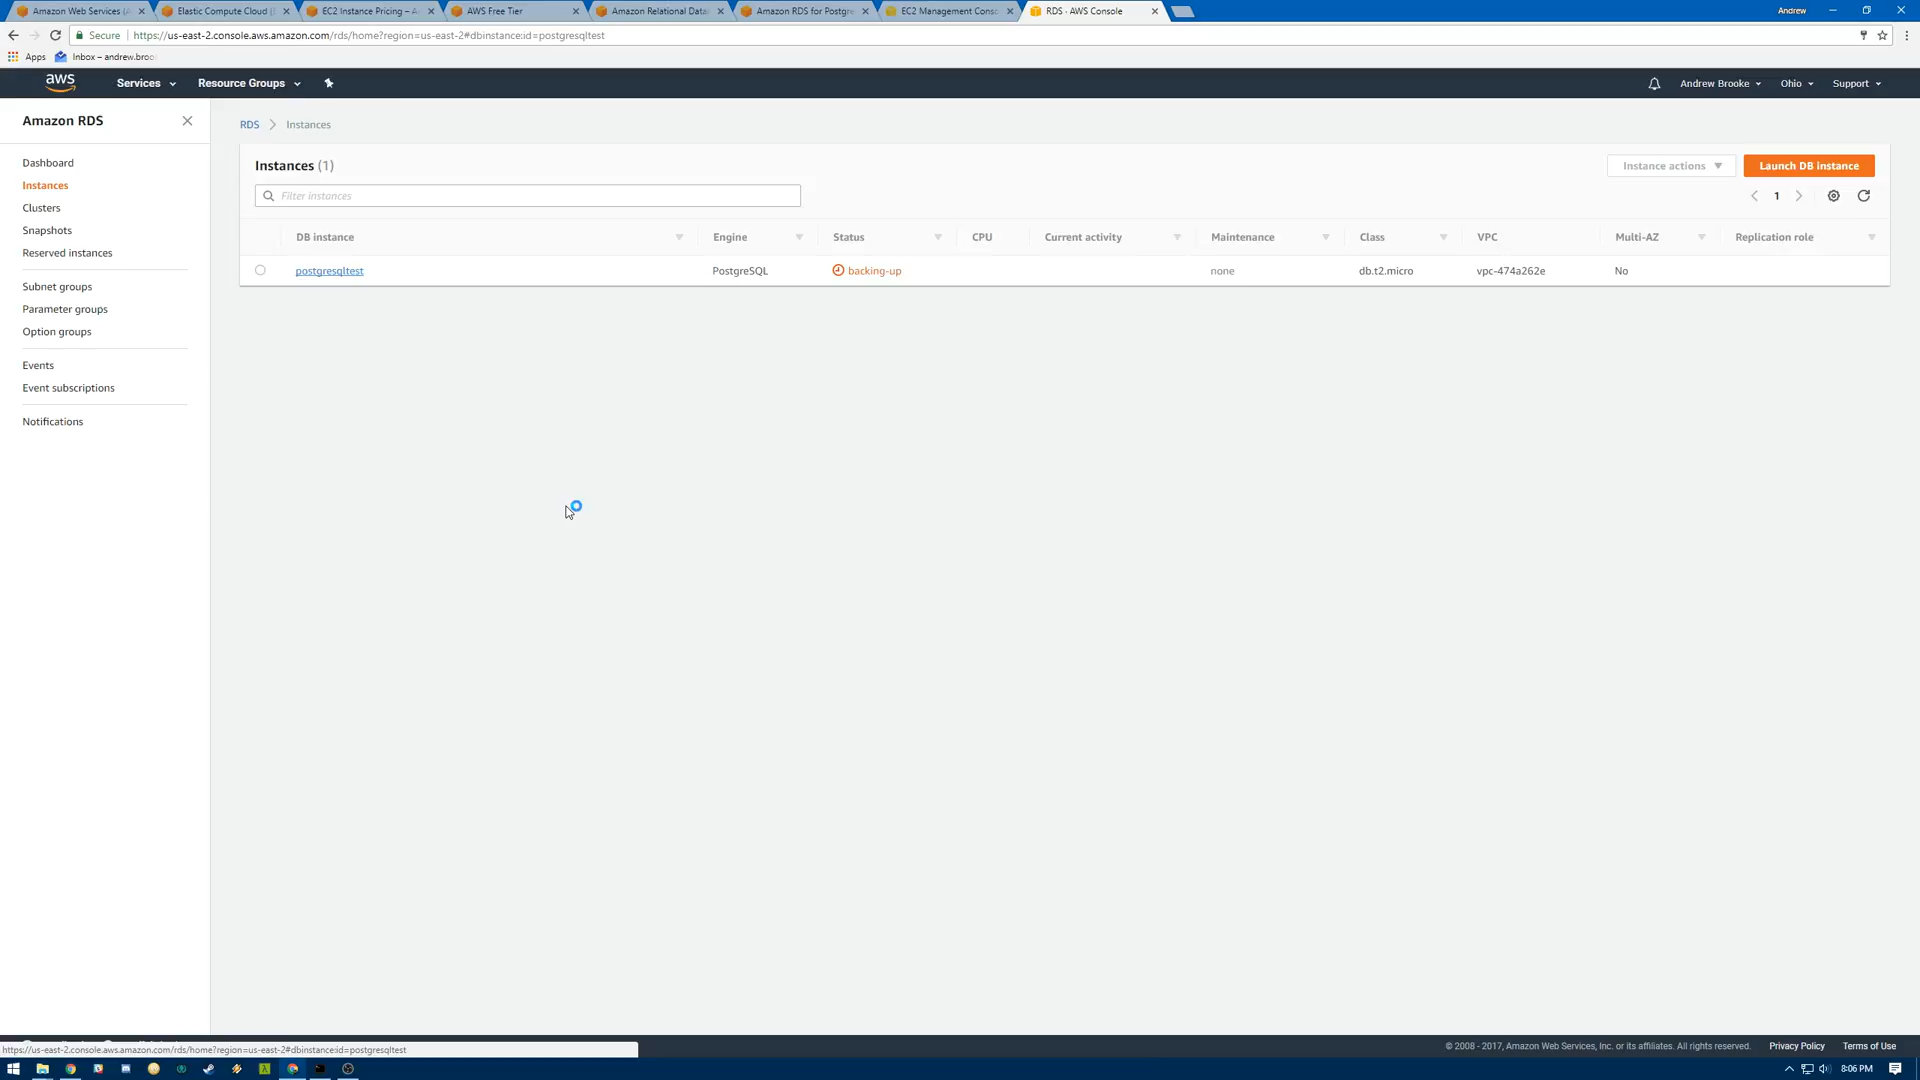 Amazon Web Services (A
Elastic Compute Cloud (
EC2 Instance Pricing – A
AWS Free Tier
Amazon Relational Data
Amazon RDS for Postgre
EC2 Management Conso
RDS · AWS Console
Andrew
Secure
https://us-east-2.console.aws.amazon.com/rds/home?region=us-east-2#dbinstance:id=postgresqltest
Apps
Inbox – andrew.broo
aws
Services
Resource Groups
Andrew Brooke
Ohio
Support
Amazon RDS
Dashboard
Instances
Clusters
Snapshots
Reserved instances
Subnet groups
Parameter groups
Option groups
Events
Event subscriptions
Notifications
RDS > Instances
Instances (1)
Instance actions
Launch DB instance
Filter instances
1
DB instance Engine Status CPU Current activity Maintenance Class VPC Multi-AZ Replication role
postgresqltest PostgreSQL backing-up none db.t2.micro vpc-474a262e No
© 2008 - 2017, Amazon Web Services, Inc. or its affiliates. All rights reserved. Privacy Policy Terms of Use
https://us-east-2.console.aws.amazon.com/rds/home?region=us-east-2#dbinstance:id=postgresqltest
8:06 PM